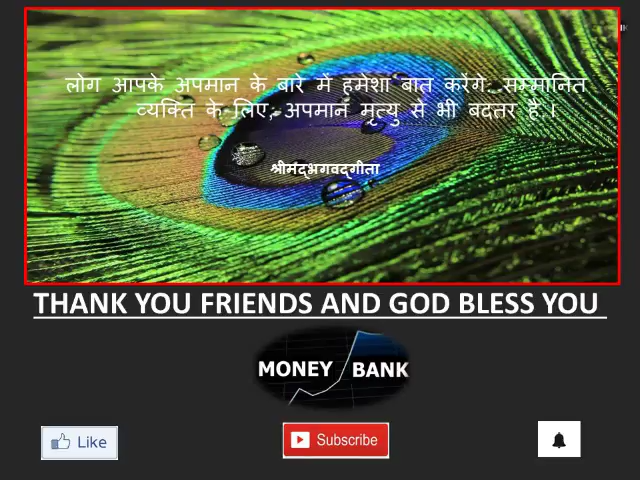 लोग आपके अपमान के बारे में हमेशा बात करेंगे. सम्मानित
व्यक्ति के लिए, अपमान मृत्यु से भी बदतर है ।
श्रीमद्भगवद्गीता
THANK YOU FRIENDS AND GOD BLESS YOU
MONEY BANK
Like
Subscribe